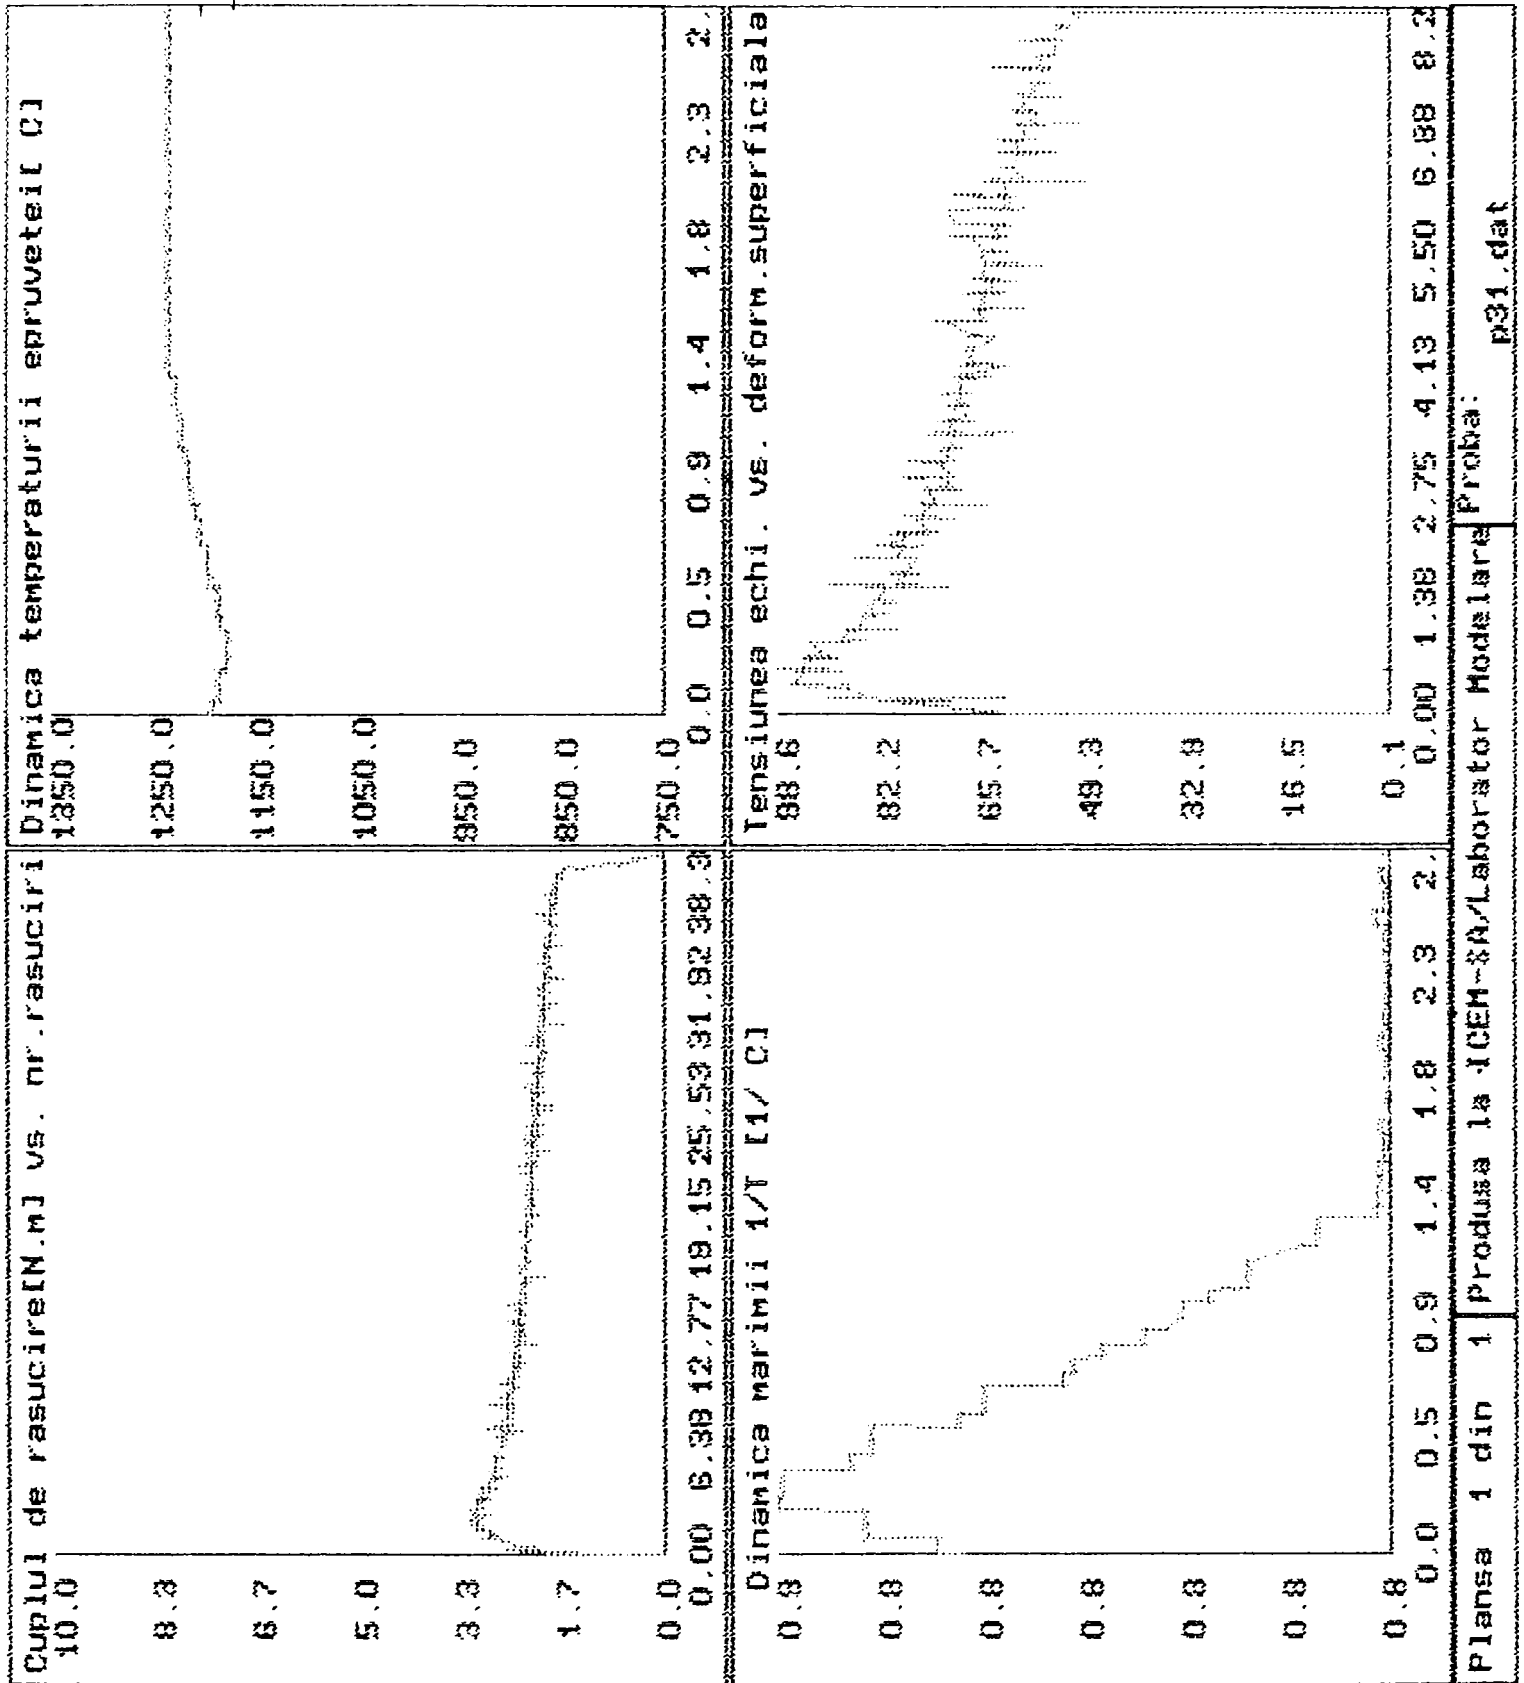 Cuplul de rasucire[N.m] vs. nr.rasuciri
10.0
8.3
6.7
5.0
3.3
1.7
0.0
0.00 6.38 12.77 19.15 25.53 31.92 38.3
Dinamica temperaturii epruvetei[ C]
1350.0
1250.0
1150.0
1050.0
950.0
850.0
750.0
0.0 0.5 0.9 1.4 1.8 2.3 2.
Dinamica marimii 1/T [1/ C]
0.8
0.8
0.8
0.8
0.8
0.8
0.8
0.0 0.5 0.9 1.4 1.8 2.3 2.
Tensiunea echi. vs. deform.superficiala
98.6
82.2
65.7
49.3
32.9
16.5
0.1
0.00 1.38 2.75 4.13 5.50 6.88 8.2
Plansa 1 din 1
Produsa la ICEM-SA/Laborator Modelare
Proba:
p31.dat